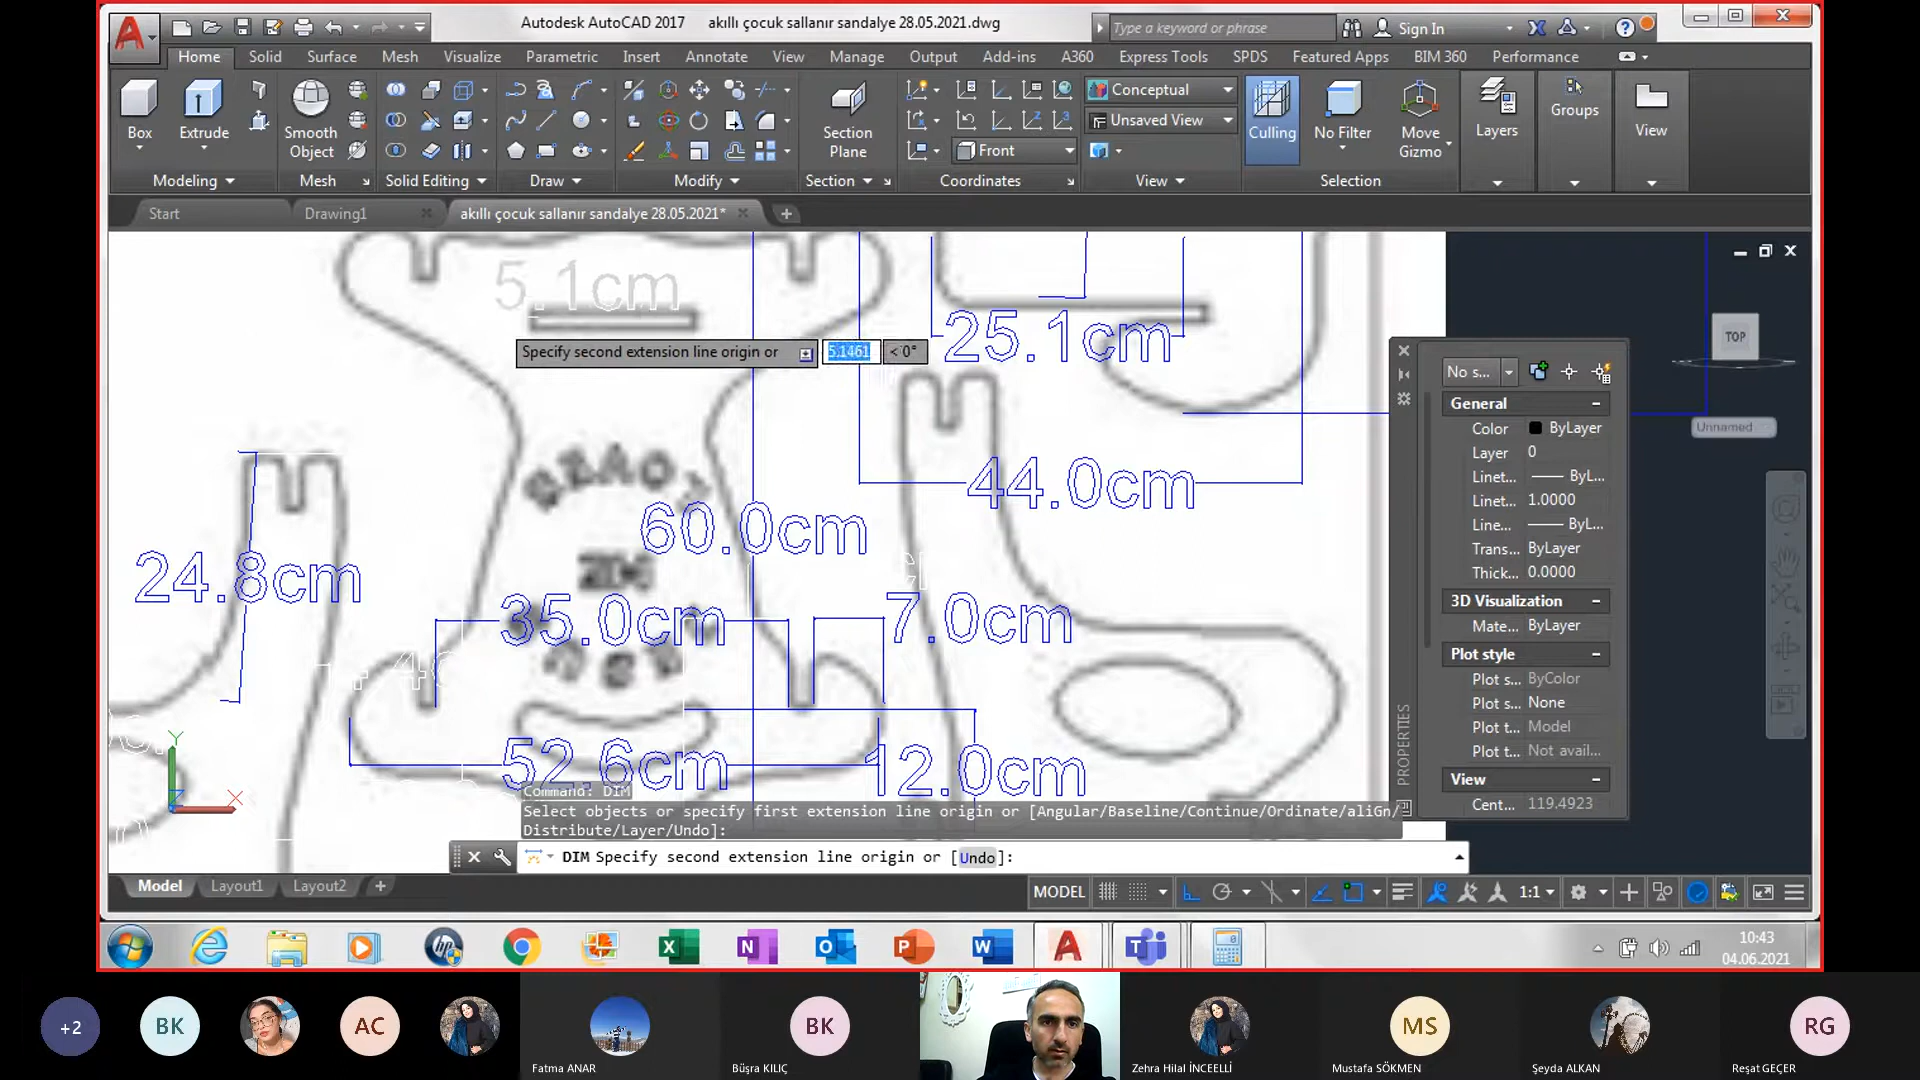 Autodesk AutoCAD 2017 akıllı çocuk sallanır sandalye 28.05.2021.dwg
Type a keyword or phrase
Sign In
Home Solid Surface Mesh Visualize Parametric Insert Annotate View Manage Output Add-ins A360 Express Tools SPDS Featured Apps BIM 360 Performance
Box
Extrude
Smooth Object
Section Plane
Front
Conceptual
Unsaved View
Culling
No Filter
Move Gizmo
Layers
Groups
View
Modeling
Mesh
Solid Editing
Draw
Modify
Section
Coordinates
View
Selection
Start
Drawing1
akıllı çocuk sallanır sandalye 28.05.2021*
5.1cm
25.1cm
Specify second extension line origin or 5.1461 < 0°
44.0cm
60.0cm
24.8cm
35.0cm
7.0cm
52.6cm
12.0cm
TOP
Unnamed
Y
X
No s...
General
Color ByLayer
Layer 0
Linet... ByL...
Linet... 1.0000
Line... ByL...
Trans... ByLayer
Thick... 0.0000
3D Visualization
Mate... ByLayer
Plot style
Plot s... ByColor
Plot s... None
Plot t... Model
Plot t... Not avail...
View
Cent... 119.4923
PROPERTIES
Command: DIM
Select objects or specify first extension line origin or [Angular/Baseline/Continue/Ordinate/aliGn/
Distribute/Layer/Undo]:
DIM Specify second extension line origin or [Undo]:
Model Layout1 Layout2
MODEL
1:1
10:43
04.06.2021
+2
BK
AC
Fatma ANAR
BK
Büşra KILIÇ
Zehra Hilal İNCEELLİ
MS
Mustafa SÖKMEN
Şeyda ALKAN
RG
Reşat GEÇER